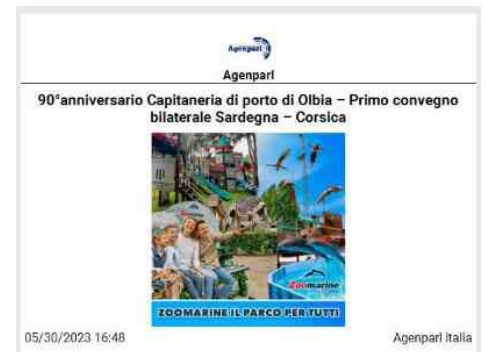 Agenparl
Agenparl
90°anniversario Capitaneria di porto di Olbia – Primo convegno
bilaterale Sardegna – Corsica
Zoomarine
ZOOMARINE IL PARCO PER TUTTI
05/30/2023 16:48
Agenparl Italia